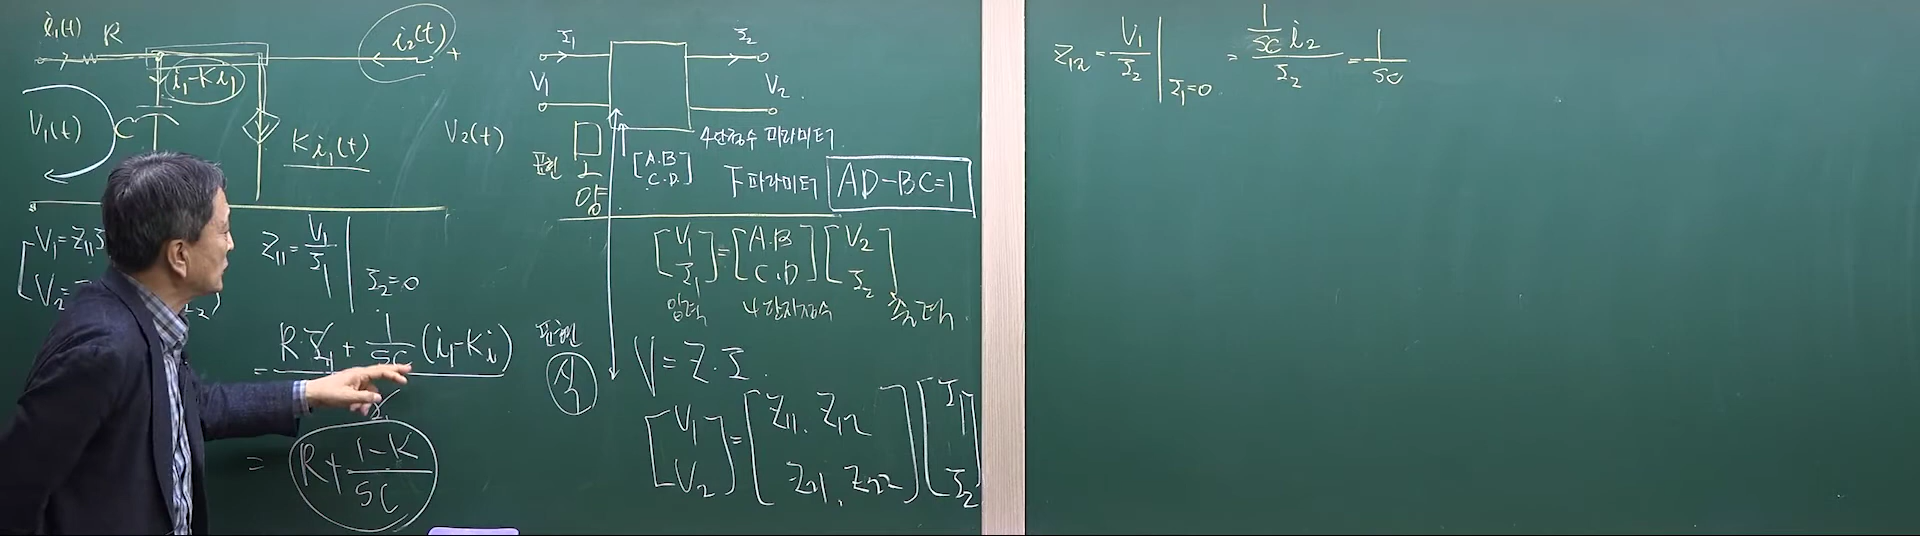 i₁(t) R i₂(t) +
i₁-Ki₁
V₁(t) C Ki₁(t) V₂(t)
V₁=Z₁₁I
V₂=
Z₁₁= V₁/I₁ | I₂=0
= R·I₁ + 1/SC (i₁-Ki₁)
= R+ 1-K/SC
I₁ I₂
V₁ V₂
4단정수 파라미터
표현 모양
[A.B C.D.]
T파라미터 AD-BC=1
[V₁ I₁]=[A.B C.D][V₂ I₂]
입력 4단자정수 출력
표현 식
V=Z.I.
[V₁ V₂]=[Z₁₁. Z₁₂ Z₂₁. Z₂₂][I₁ I₂]
Z₁₂= V₁/I₂ | I₁=0 = 1/SC i₂ / I₂ = 1/SC